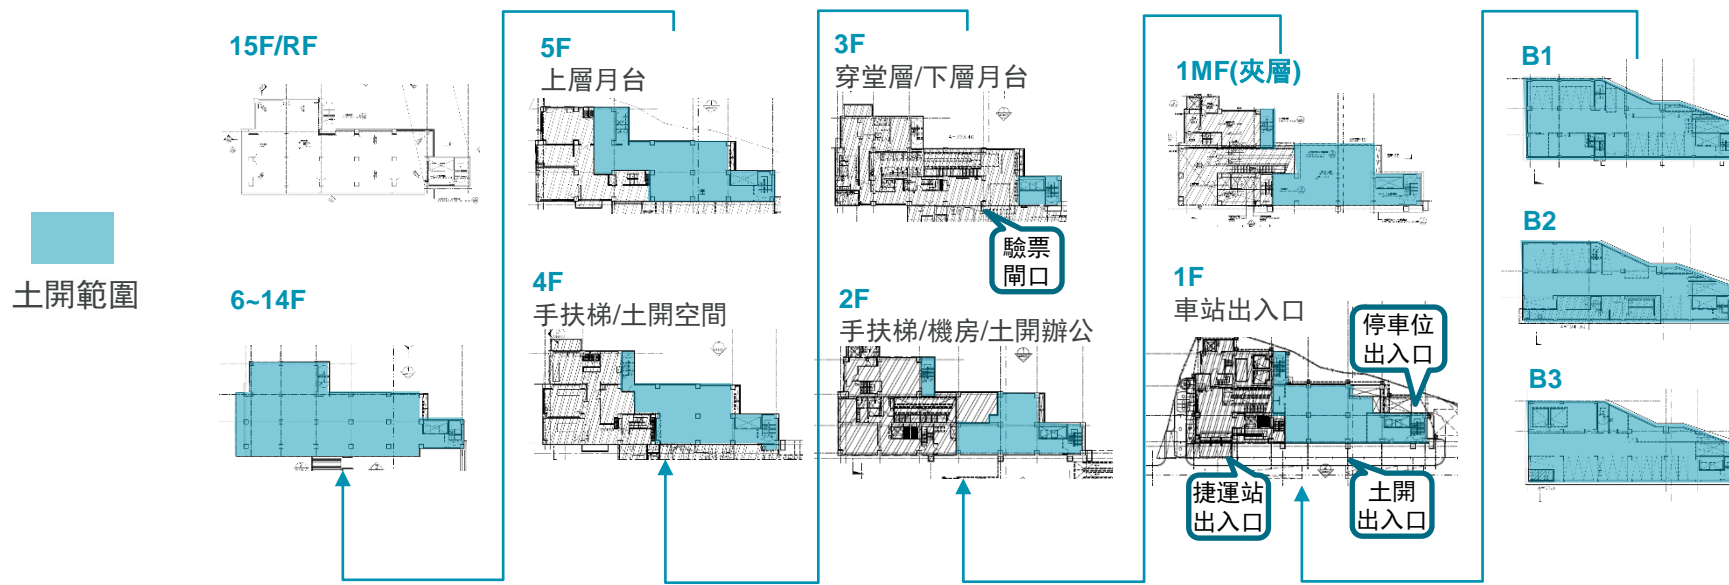 土開範圍
15F/RF
6~14F
5F
上層月台
4F
手扶梯/土開空間
3F
穿堂層/下層月台
驗票
閘口
2F
手扶梯/機房/土開辦公
1MF(夾層)
1F
車站出入口
停車位
出入口
捷運站
出入口
土開
出入口
B1
B2
B3